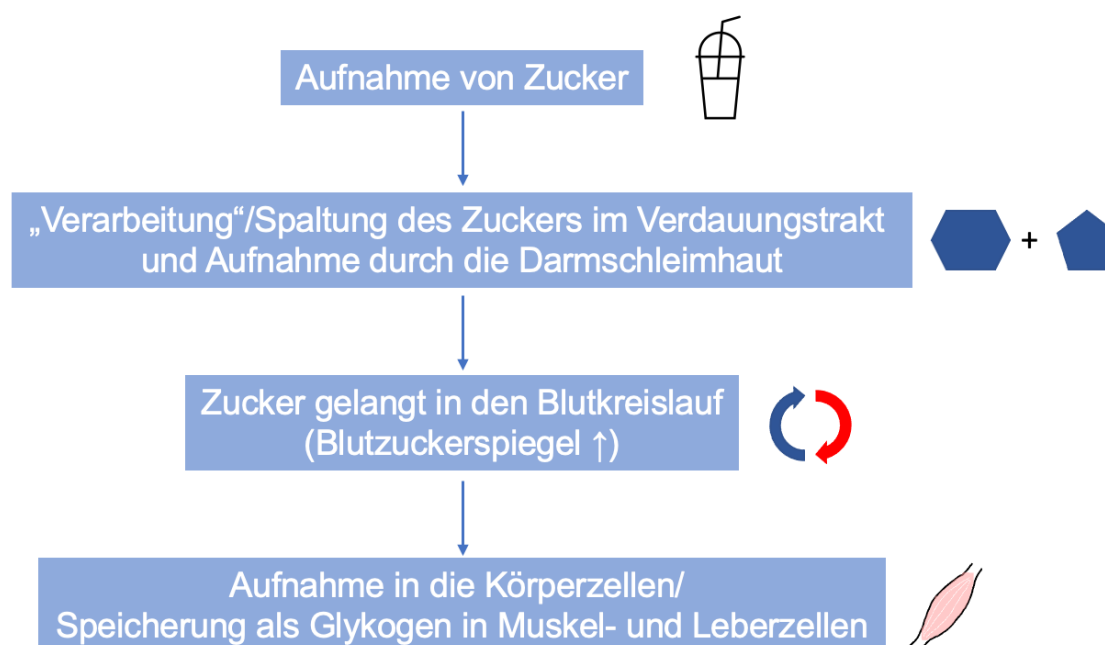 Aufnahme von Zucker
„Verarbeitung“/Spaltung des Zuckers im Verdauungstrakt
und Aufnahme durch die Darmschleimhaut
+
Zucker gelangt in den Blutkreislauf
(Blutzuckerspiegel ↑)
Aufnahme in die Körperzellen/
Speicherung als Glykogen in Muskel- und Leberzellen